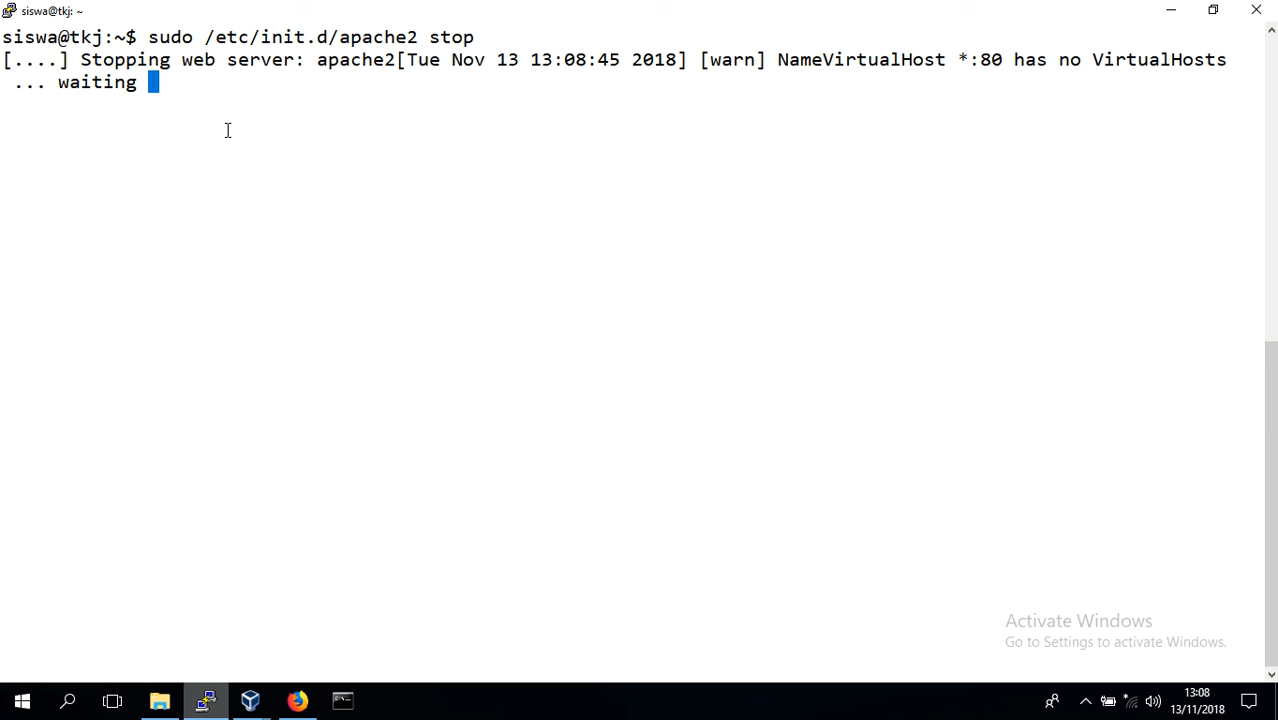 siswa@tkj: ~
siswa@tkj:~$ sudo /etc/init.d/apache2 stop
[....] Stopping web server: apache2[Tue Nov 13 13:08:45 2018] [warn] NameVirtualHost *:80 has no VirtualHosts
... waiting
Activate Windows
Go to Settings to activate Windows.
13:08
13/11/2018